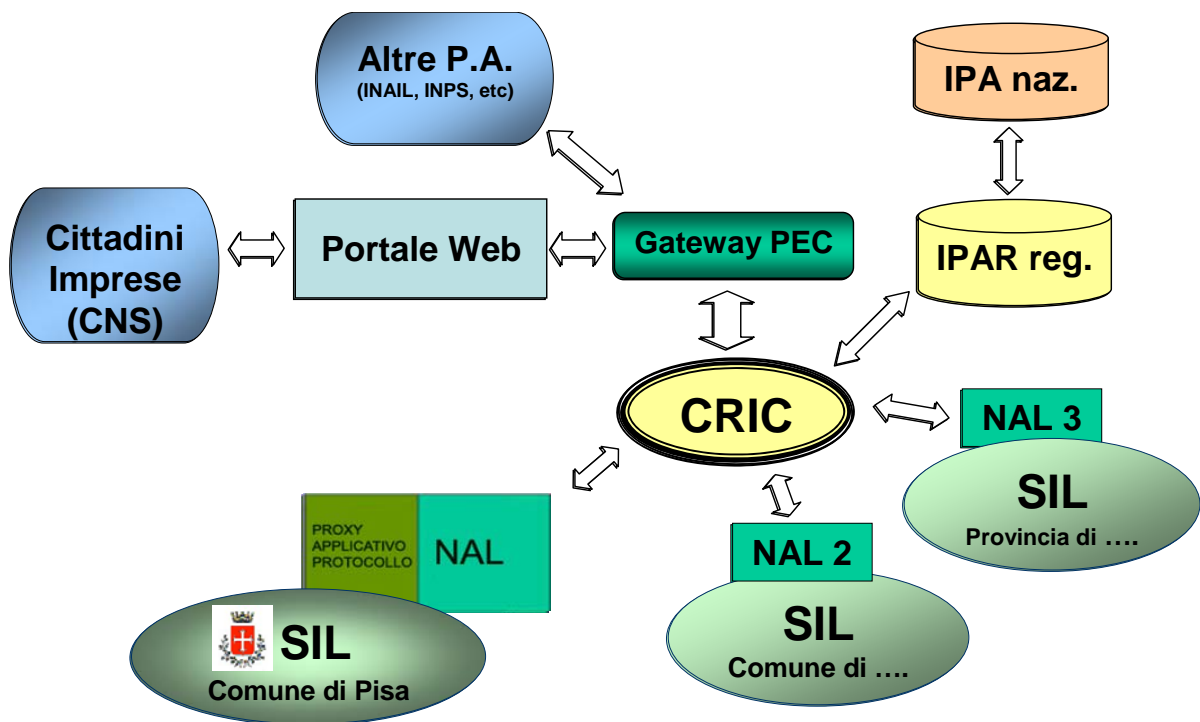 Altre P.A.
(INAIL, INPS, etc)
IPA naz.
Cittadini
Imprese
(CNS)
Portale Web
Gateway PEC
IPAR reg.
CRIC
NAL 3
SIL
Provincia di ….
PROXY
APPLICATIVO
PROTOCOLLO
NAL
NAL 2
SIL
Comune di ….
SIL
Comune di Pisa